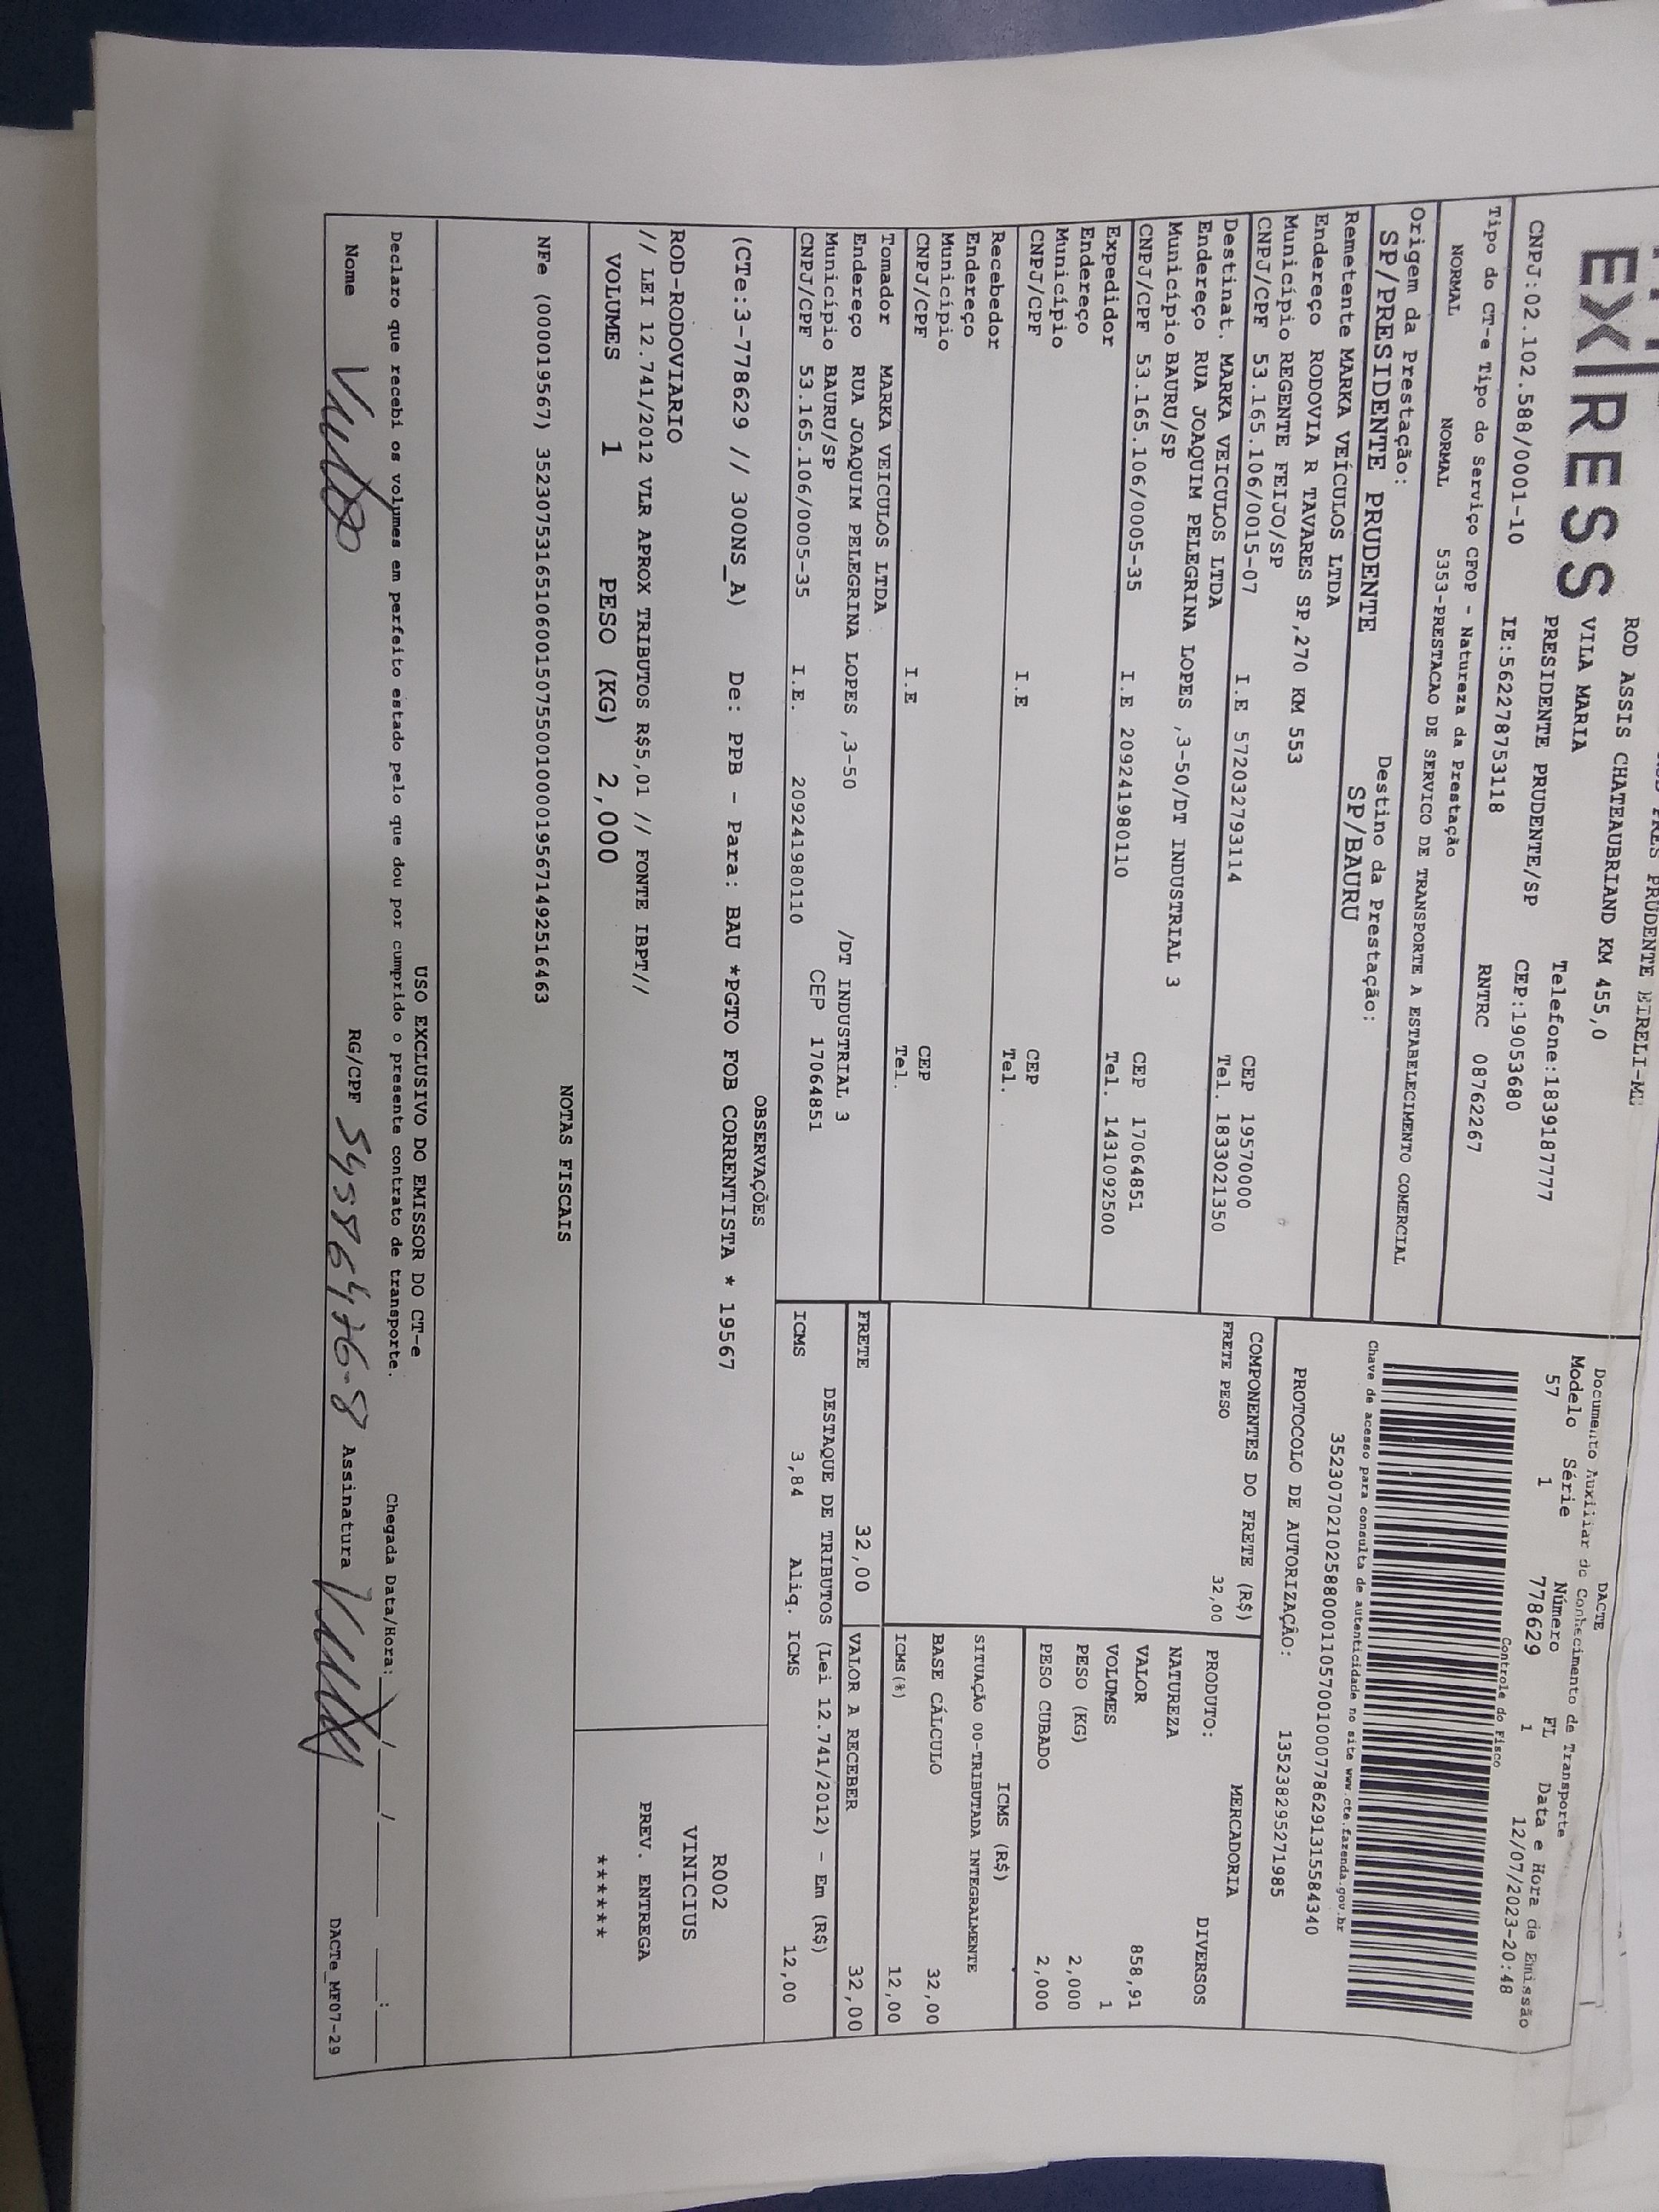 PRES PRUDENTE EIRELI-ME
EXPRESS
ROD ASSIS CHATEAUBRIAND KM 455,0
VILA MARIA
PRESIDENTE PRUDENTE/SP
Telefone:1839187777
CNPJ:02.102.588/0001-10 IE:562278753118 CEP:19053680
RNTRC 08762267
Tipo do CT-e Tipo do Serviço CFOP - Natureza da Prestação
NORMAL NORMAL 5353-PRESTACAO DE SERVICO DE TRANSPORTE A ESTABELECIMENTO COMERCIAL
Origem da Prestação: Destino da Prestação:
SP/PRESIDENTE PRUDENTE SP/BAURU
DACTE
Documento Auxiliar do Conhecimento de Transporte
Modelo Série Número FL Data e Hora de Emissão
57 1 778629 1 12/07/2023-20:48
Controle do Fisco
Chave de acesso para consulta de autenticidade no site www.cte.fazenda.gov.br
35230702102588000110570010007786291315584340
PROTOCOLO DE AUTORIZAÇÃO: 135238295271985
Remetente MARKA VEÍCULOS LTDA
Endereço RODOVIA R TAVARES SP,270 KM 553
Município REGENTE FEIJO/SP CEP 19570000
CNPJ/CPF 53.165.106/0015-07 I.E 572032793114 Tel. 1833021350
Destinat. MARKA VEICULOS LTDA
Endereço RUA JOAQUIM PELEGRINA LOPES ,3-50/DT INDUSTRIAL 3
Município BAURU/SP CEP 17064851
CNPJ/CPF 53.165.106/0005-35 I.E 209241980110 Tel. 1431092500
Expedidor
Endereço
Município CEP
CNPJ/CPF I.E Tel.
Recebedor
Endereço
Município CEP
CNPJ/CPF I.E Tel.
Tomador MARKA VEICULOS LTDA
Endereço RUA JOAQUIM PELEGRINA LOPES ,3-50 /DT INDUSTRIAL 3
Município BAURU/SP CEP 17064851
CNPJ/CPF 53.165.106/0005-35 I.E. 209241980110
COMPONENTES DO FRETE (R$)
FRETE PESO 32,00
MERCADORIA
PRODUTO: DIVERSOS
NATUREZA
VALOR 858,91
VOLUMES 1
PESO (KG) 2,000
PESO CUBADO 2,000
ICMS (R$)
SITUAÇÃO 00-TRIBUTADA INTEGRALMENTE
BASE CÁLCULO 32,00
ICMS(%) 12,00
FRETE 32,00 VALOR A RECEBER 32,00
DESTAQUE DE TRIBUTOS (Lei 12.741/2012) - Em (R$)
ICMS 3,84 Aliq. ICMS 12,00
OBSERVAÇÕES
(CTe:3-778629 // 300NS_A) De: PPB - Para: BAU *PGTO FOB CORRENTISTA * 19567
ROD-RODOVIARIO
// LEI 12.741/2012 VLR APROX TRIBUTOS R$5,01 // FONTE IBPT//
VOLUMES 1 PESO (KG) 2,000
R002
VINICIUS
PREV. ENTREGA
******
NOTAS FISCAIS
NFe (000019567) 35230753165106001507550010000195671492516463
USO EXCLUSIVO DO EMISSOR DO CT-e
Declaro que recebi os volumes em perfeito estado pelo que dou por cumprido o presente contrato de transporte. Chegada Data/Hora: / / :
Nome RG/CPF Assinatura
DACTe_MF07-29